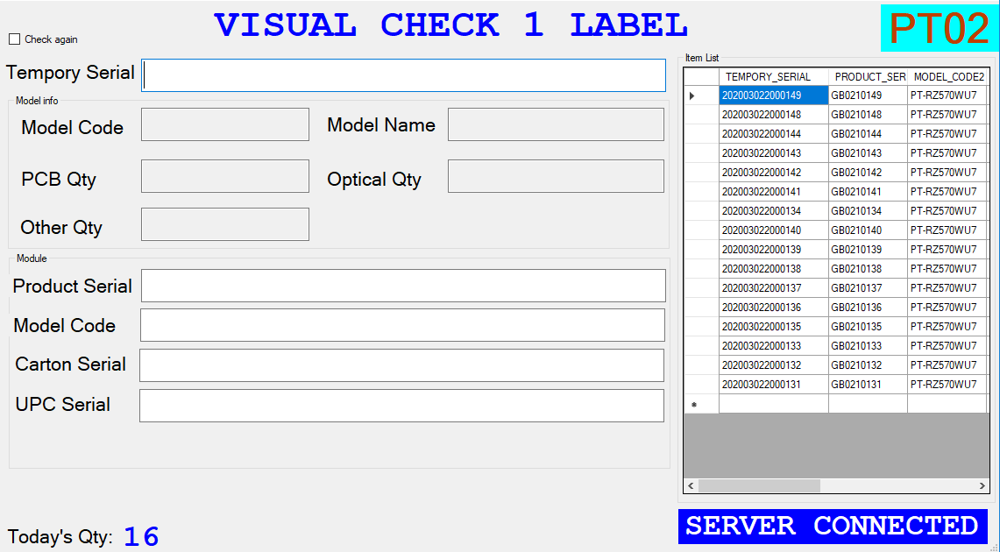 VISUAL CHECK 1 LABEL
PT02
Check again
Tempory Serial
Model info
Model Code
Model Name
PCB Qty
Optical Qty
Other Qty
Module
Product Serial
Model Code
Carton Serial
UPC Serial
Today's Qty: 16
Item List
TEMPORY_SERIAL PRODUCT_SER MODEL_CODE2
202003022000149 GB0210149 PT-RZ570WU7
202003022000148 GB0210148 PT-RZ570WU7
202003022000144 GB0210144 PT-RZ570WU7
202003022000143 GB0210143 PT-RZ570WU7
202003022000142 GB0210142 PT-RZ570WU7
202003022000141 GB0210141 PT-RZ570WU7
202003022000134 GB0210134 PT-RZ570WU7
202003022000140 GB0210140 PT-RZ570WU7
202003022000139 GB0210139 PT-RZ570WU7
202003022000138 GB0210138 PT-RZ570WU7
202003022000137 GB0210137 PT-RZ570WU7
202003022000136 GB0210136 PT-RZ570WU7
202003022000135 GB0210135 PT-RZ570WU7
202003022000133 GB0210133 PT-RZ570WU7
202003022000132 GB0210132 PT-RZ570WU7
202003022000131 GB0210131 PT-RZ570WU7
SERVER CONNECTED